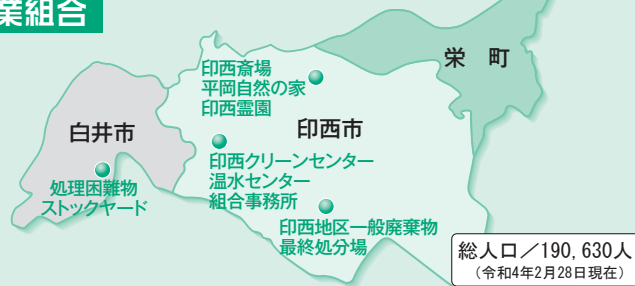 業組合
栄　町
印西斎場
平岡自然の家
印西霊園
白井市
印西市
印西クリーンセンター
温水センター
組合事務所
処理困難物
ストックヤード
印西地区一般廃棄物
最終処分場
総人口／190,630人
（令和4年2月28日現在）